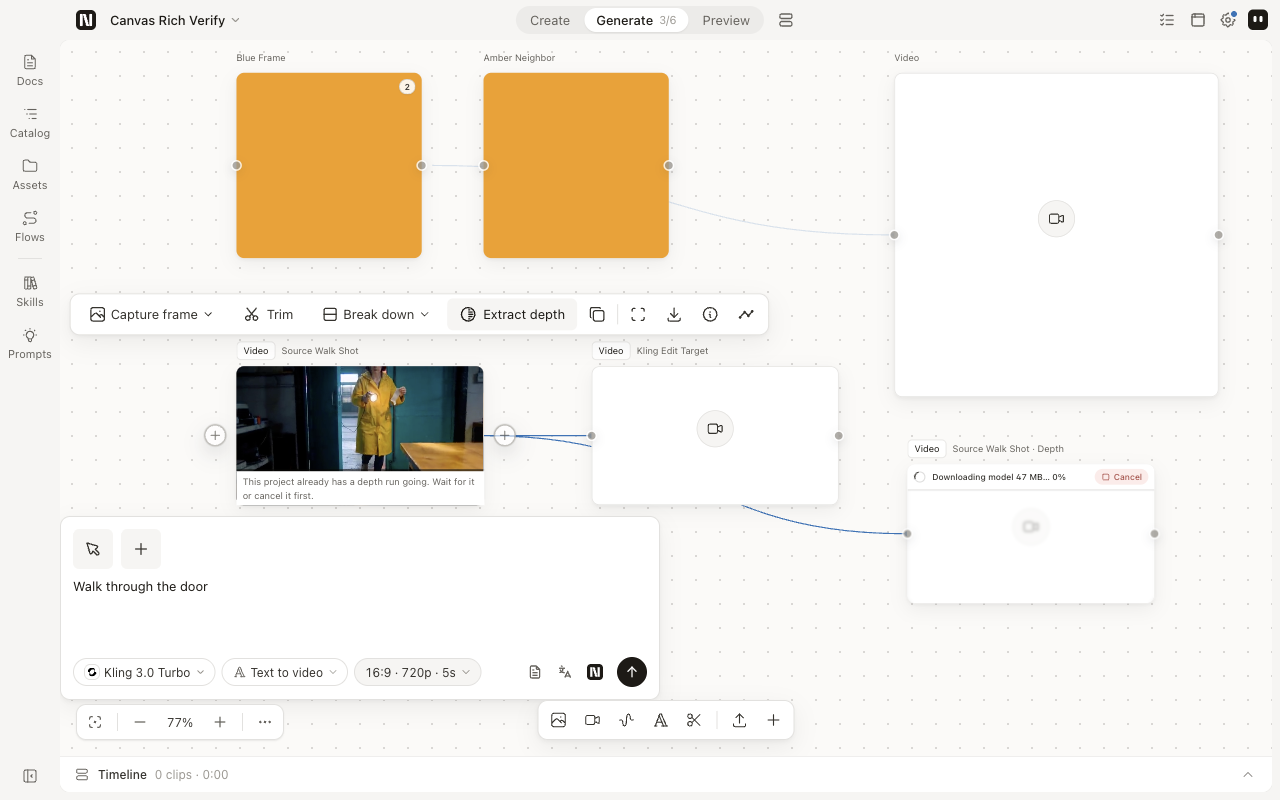 Canvas Rich Verify
Create
Generate 3/6
Preview
Docs
Catalog
Assets
Flows
Skills
Prompts
Blue Frame
2
Amber Neighbor
Video
Capture frame
Trim
Break down
Extract depth
Video Source Walk Shot
This project already has a depth run going. Wait for it
or cancel it first.
Video Kling Edit Target
Video Source Walk Shot · Depth
Downloading model 47 MB... 0%
Cancel
Walk through the door
Kling 3.0 Turbo
Text to video
16:9 · 720p · 5s
77%
Timeline 0 clips · 0:00